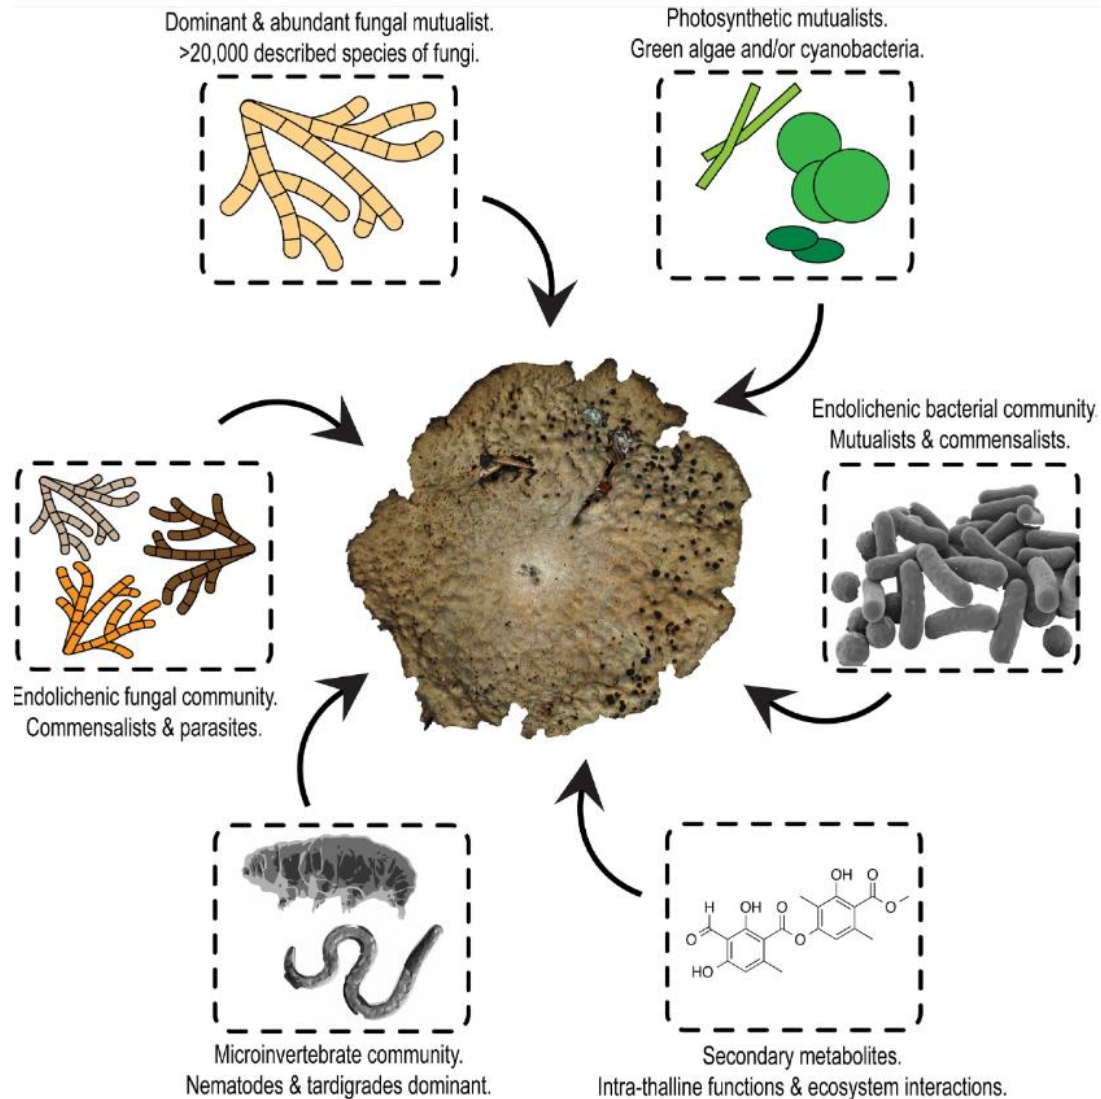 Dominant & abundant fungal mutualist.
>20,000 described species of fungi.
Photosynthetic mutualists.
Green algae and/or cyanobacteria.
Endolichenic bacterial community.
Mutualists & commensalists.
Endolichenic fungal community.
Commensalists & parasites.
Microinvertebrate community.
Nematodes & tardigrades dominant.
H
O
HO
OH
O
O
OH
O
O
Secondary metabolites.
Intra-thalline functions & ecosystem interactions.